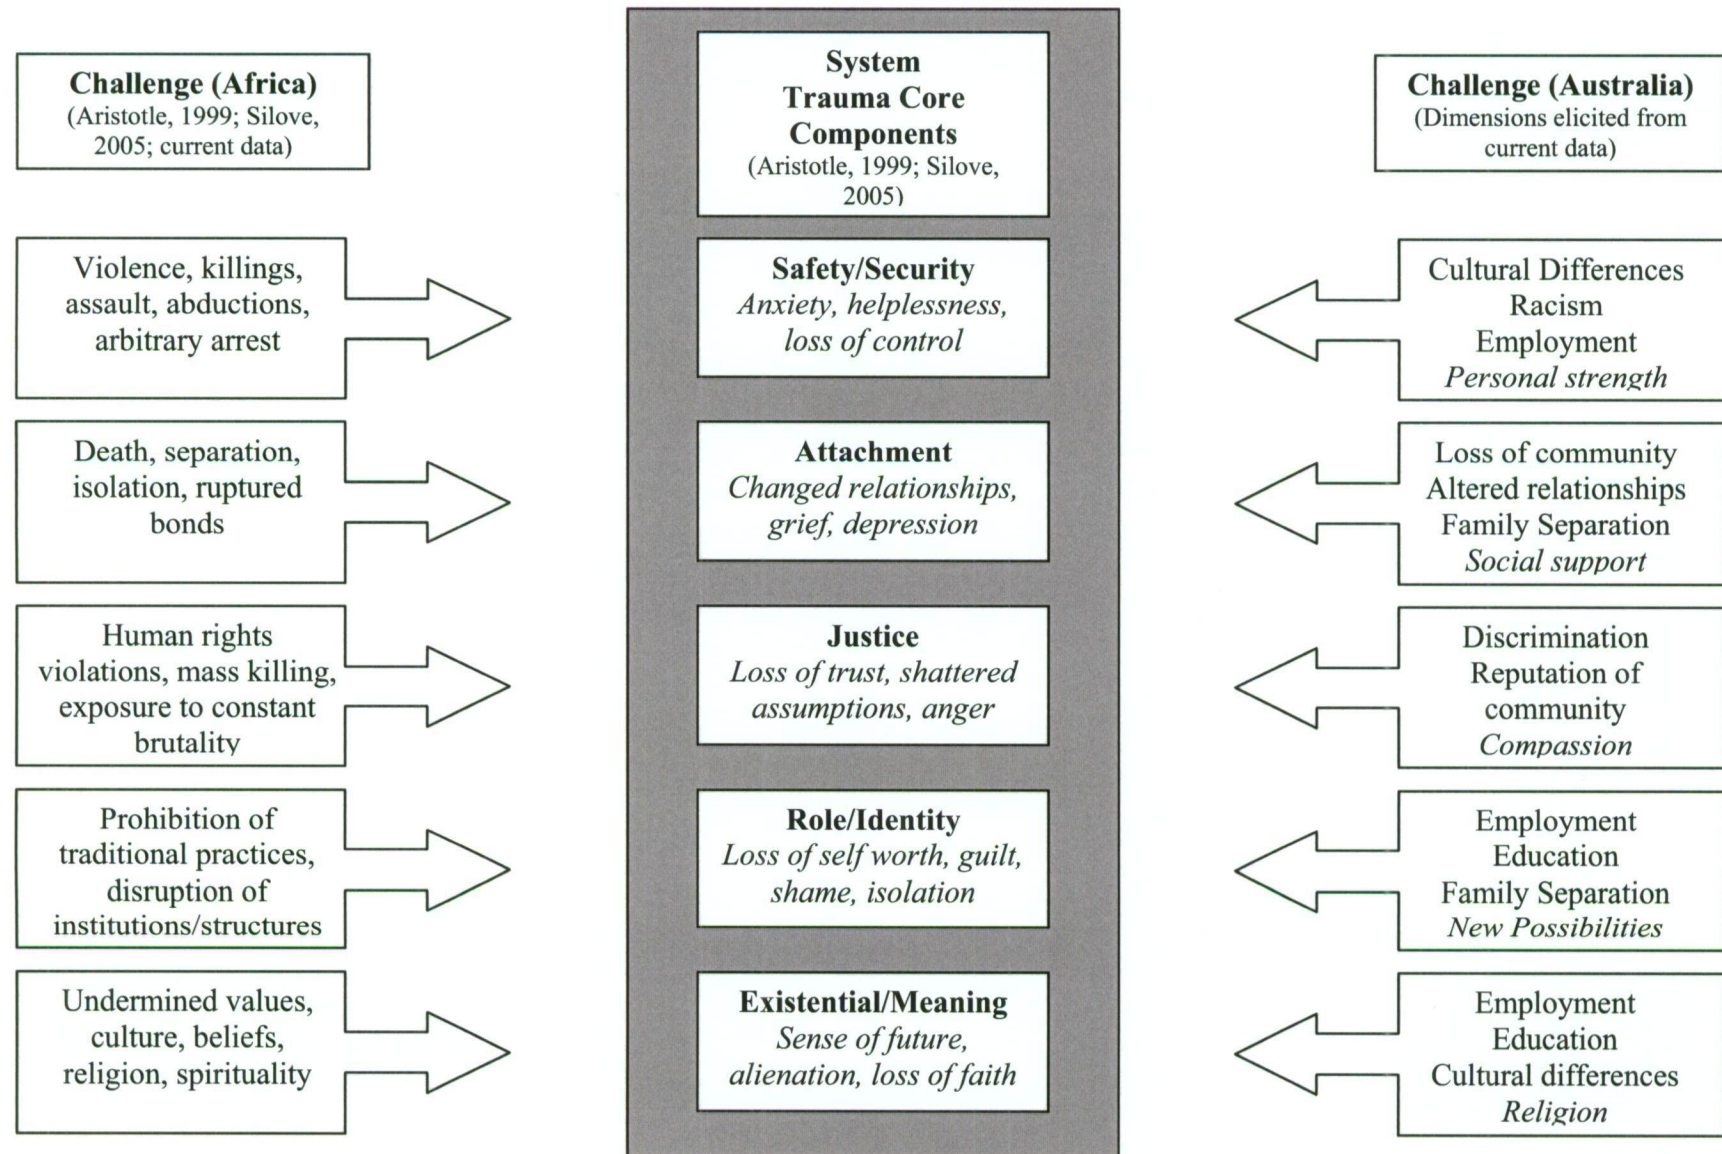 Challenge (Africa)
(Aristotle, 1999; Silove,
2005; current data)
System
Trauma Core
Components
(Aristotle, 1999; Silove,
2005)
Challenge (Australia)
(Dimensions elicited from
current data)
Violence, killings,
assault, abductions,
arbitrary arrest
Safety/Security
Anxiety, helplessness,
loss of control
Cultural Differences
Racism
Employment
Personal strength
Death, separation,
isolation, ruptured
bonds
Attachment
Changed relationships,
grief, depression
Loss of community
Altered relationships
Family Separation
Social support
Human rights
violations, mass killing,
exposure to constant
brutality
Justice
Loss of trust, shattered
assumptions, anger
Discrimination
Reputation of
community
Compassion
Prohibition of
traditional practices,
disruption of
institutions/structures
Role/Identity
Loss of self worth, guilt,
shame, isolation
Employment
Education
Family Separation
New Possibilities
Undermined values,
culture, beliefs,
religion, spirituality
Existential/Meaning
Sense of future,
alienation, loss of faith
Employment
Education
Cultural differences
Religion